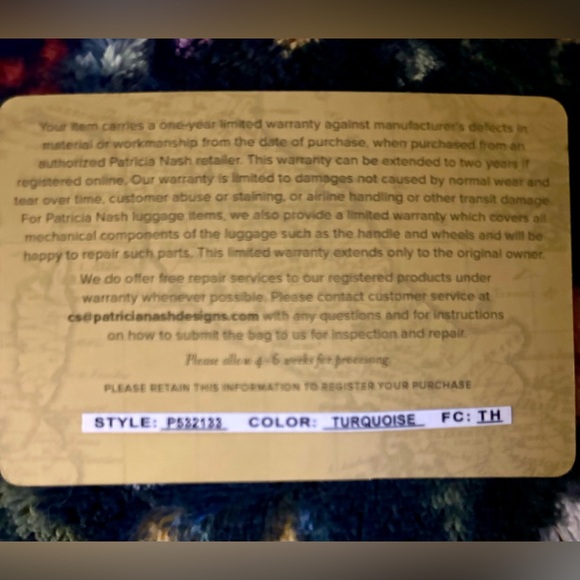 Your item carries a one-year limited warranty against manufacturer's defects in
material or workmanship from the date of purchase, when purchased from an
authorized Patricia Nash retailer. This warranty can be extended to two years if
registered online. Our warranty is limited to damages not caused by normal wear and
tear over time, customer abuse or staining, or airline handling or other transit damage.
For Patricia Nash luggage items, we also provide a limited warranty which covers all
mechanical components of the luggage such as the handle and wheels and will be
happy to repair such parts. This limited warranty extends only to the original owner.
We do offer free repair services to our registered products under
warranty whenever possible. Please contact customer service at
cs@patricianashdesigns.com with any questions and for instructions
on how to submit the bag to us for inspection and repair.
Please allow 4-6 weeks for processing.
PLEASE RETAIN THIS INFORMATION TO REGISTER YOUR PURCHASE
STYLE: P532133 COLOR: TURQUOISE FC: TH